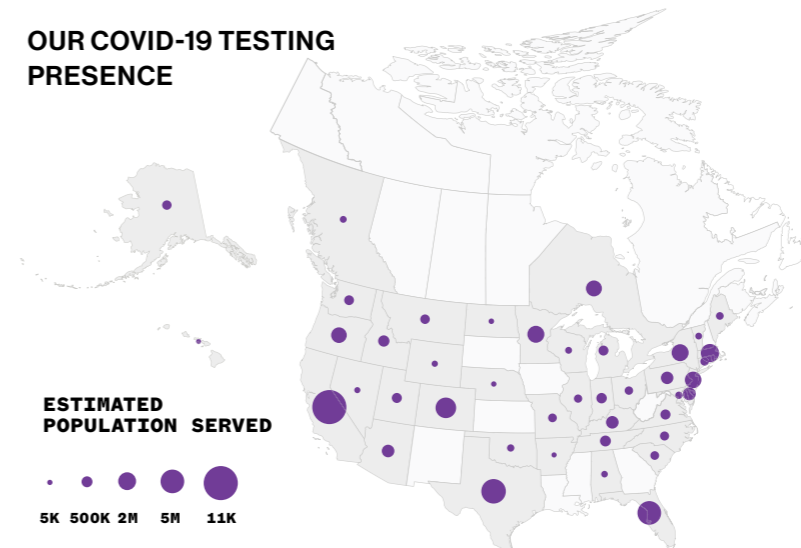 OUR COVID-19 TESTING
PRESENCE
ESTIMATED
POPULATION SERVED
5K 500K 2M 5M 11K